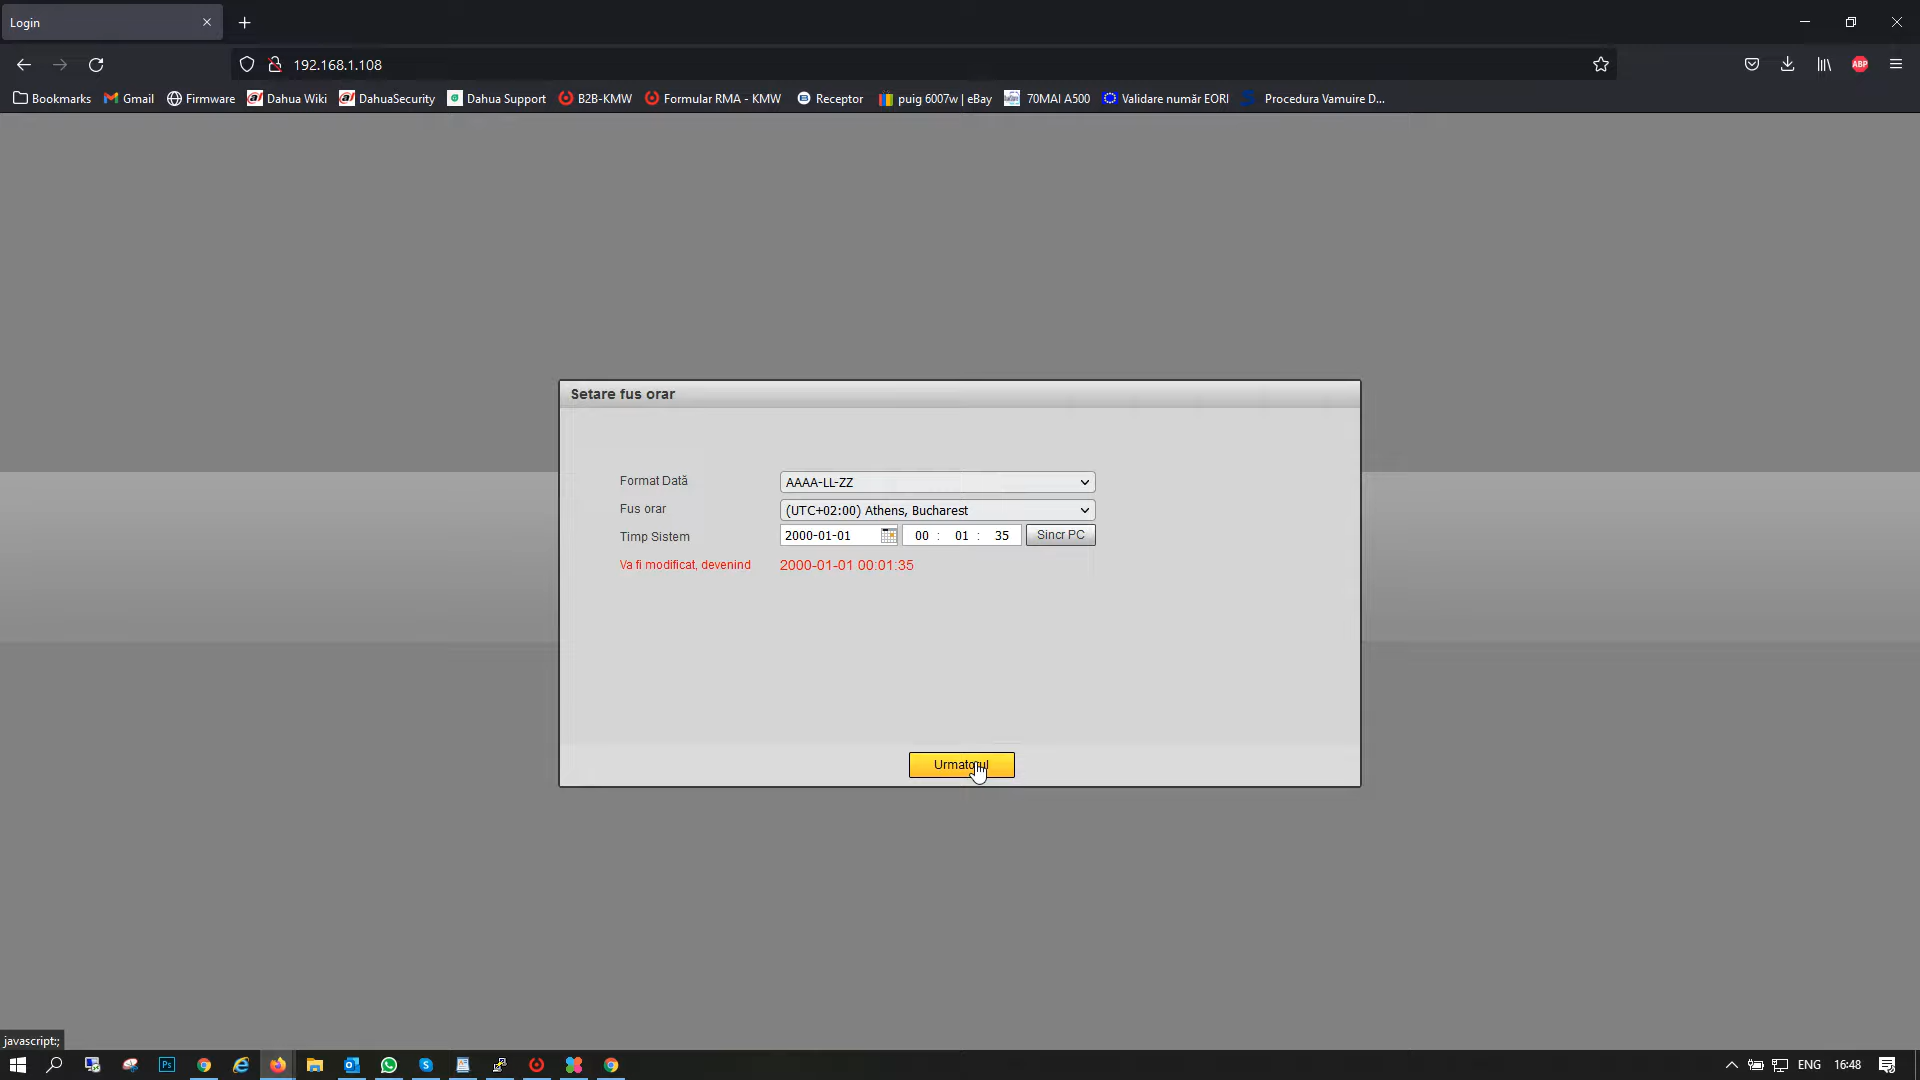 Login
192.168.1.108
ABP
Bookmarks Gmail Firmware Dahua Wiki DahuaSecurity Dahua Support B2B-KMW Formular RMA - KMW Receptor puig 6007w | eBay 70MAI A500 Validare număr EORI Procedura Vamuire D...
Setare fus orar
Format Dată AAAA-LL-ZZ
Fus orar (UTC+02:00) Athens, Bucharest
Timp Sistem 2000-01-01 00 : 01 : 35 Sincr PC
Va fi modificat, devenind 2000-01-01 00:01:35
Urmatorul
javascript:;
Ps
ENG 16:48